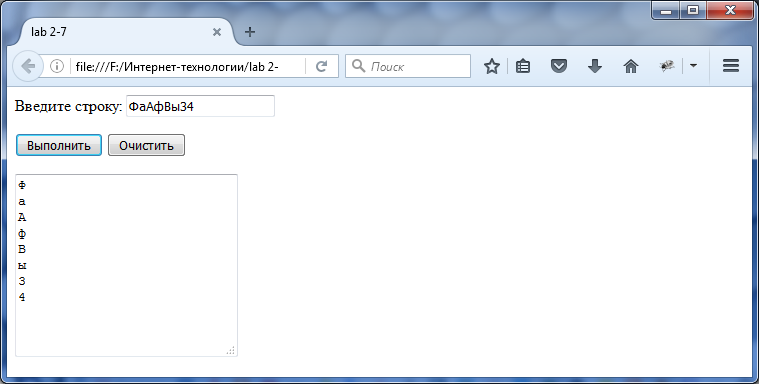 lab 2-7
file:///F:/Интернет-технологии/lab 2-
Поиск
Введите строку: ФаАфВы34
Выполнить Очистить
Ф
а
А
ф
В
ы
3
4